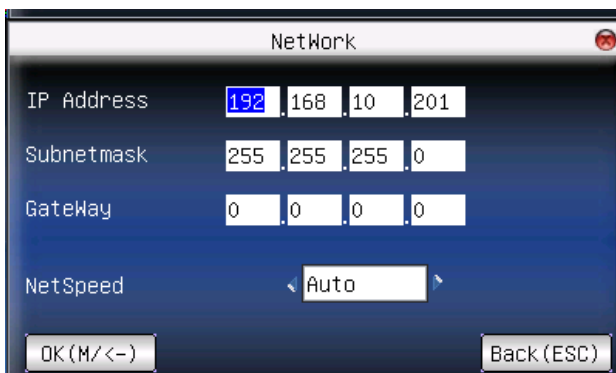 NetWork
IP Address 192.168.10.201
Subnetmask 255.255.255.0
GateWay 0.0.0.0
NetSpeed Auto
OK(M/<-) Back(ESC)